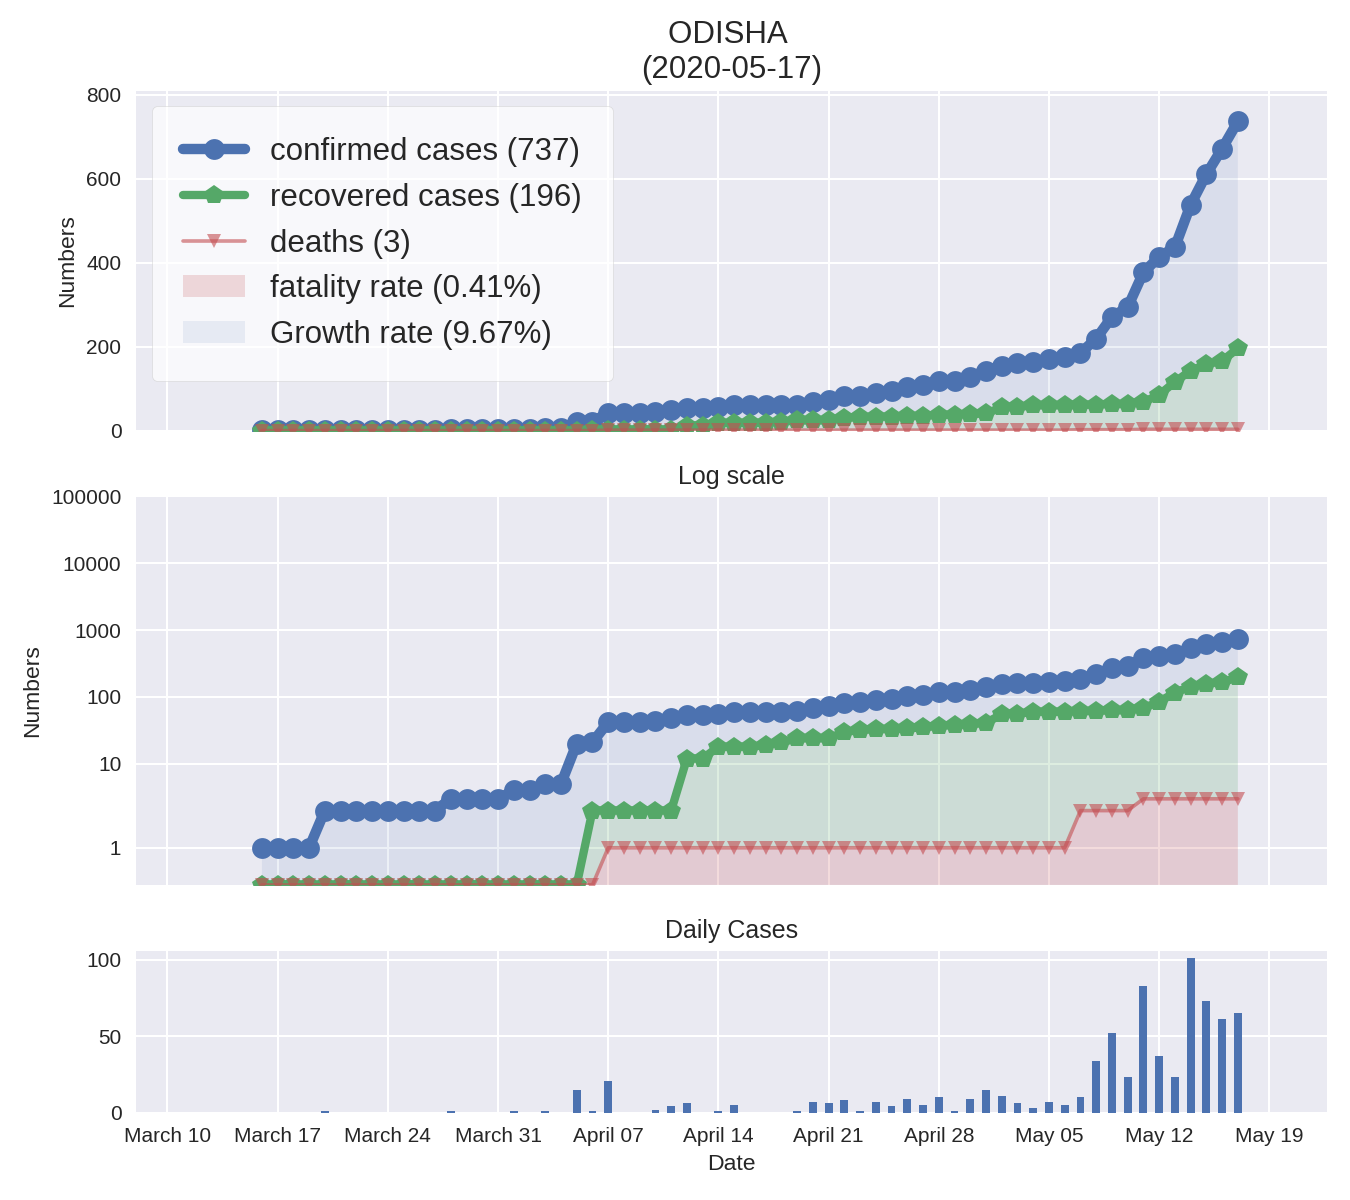 ODISHA
(2020-05-17)
800
600
400
200
0
Numbers
confirmed cases (737)
recovered cases (196)
deaths (3)
fatality rate (0.41%)
Growth rate (9.67%)
Log scale
100000
10000
1000
100
10
1
Numbers
Daily Cases
100
50
0
March 10 March 17 March 24 March 31 April 07 April 14 April 21 April 28 May 05 May 12 May 19
Date